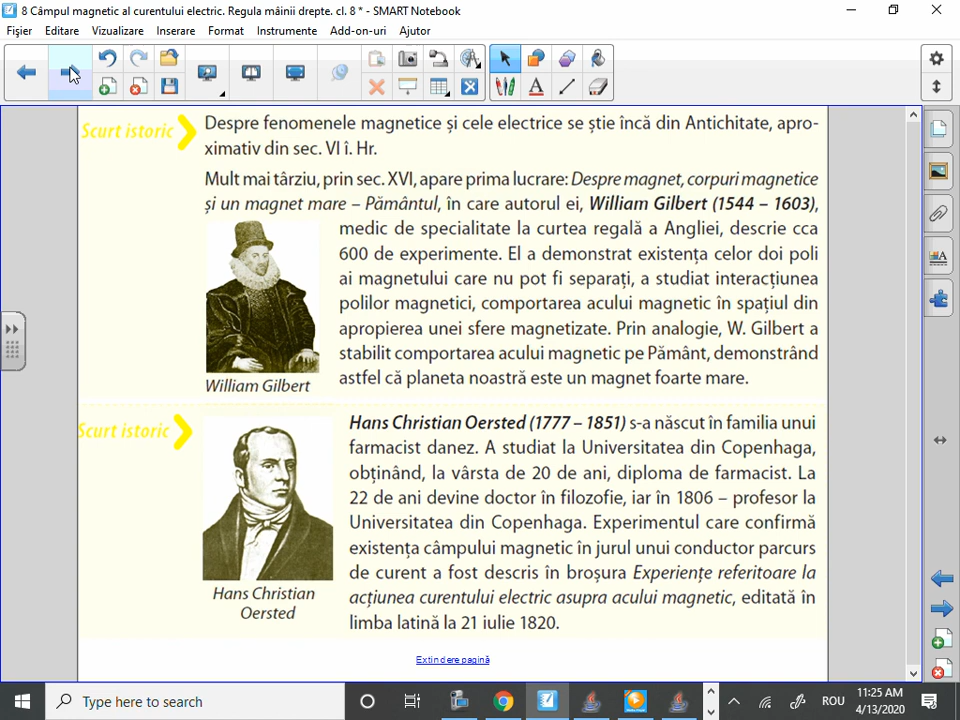 8 Câmpul magnetic al curentului electric. Regula mâinii drepte. cl. 8 * - SMART Notebook
Fișier Editare Vizualizare Inserare Format Instrumente Add-on-uri Ajutor
Scurt istoric
Despre fenomenele magnetice și cele electrice se știe încă din Antichitate, apro-
ximativ din sec. VI î. Hr.
Mult mai târziu, prin sec. XVI, apare prima lucrare: Despre magnet, corpuri magnetice
și un magnet mare – Pământul, în care autorul ei, William Gilbert (1544 – 1603),
medic de specialitate la curtea regală a Angliei, descrie cca
600 de experimente. El a demonstrat existența celor doi poli
ai magnetului care nu pot fi separați, a studiat interacțiunea
polilor magnetici, comportarea acului magnetic în spațiul din
apropierea unei sfere magnetizate. Prin analogie, W. Gilbert a
stabilit comportarea acului magnetic pe Pământ, demonstrând
astfel că planeta noastră este un magnet foarte mare.
William Gilbert
Scurt istoric
Hans Christian Oersted (1777 – 1851) s-a născut în familia unui
farmacist danez. A studiat la Universitatea din Copenhaga,
obținând, la vârsta de 20 de ani, diploma de farmacist. La
22 de ani devine doctor în filozofie, iar în 1806 – profesor la
Universitatea din Copenhaga. Experimentul care confirmă
existența câmpului magnetic în jurul unui conductor parcurs
de curent a fost descris în broșura Experiențe referitoare la
acțiunea curentului electric asupra acului magnetic, editată în
limba latină la 21 iulie 1820.
Hans Christian
Oersted
Extindere pagină
Type here to search
ROU
11:25 AM
4/13/2020